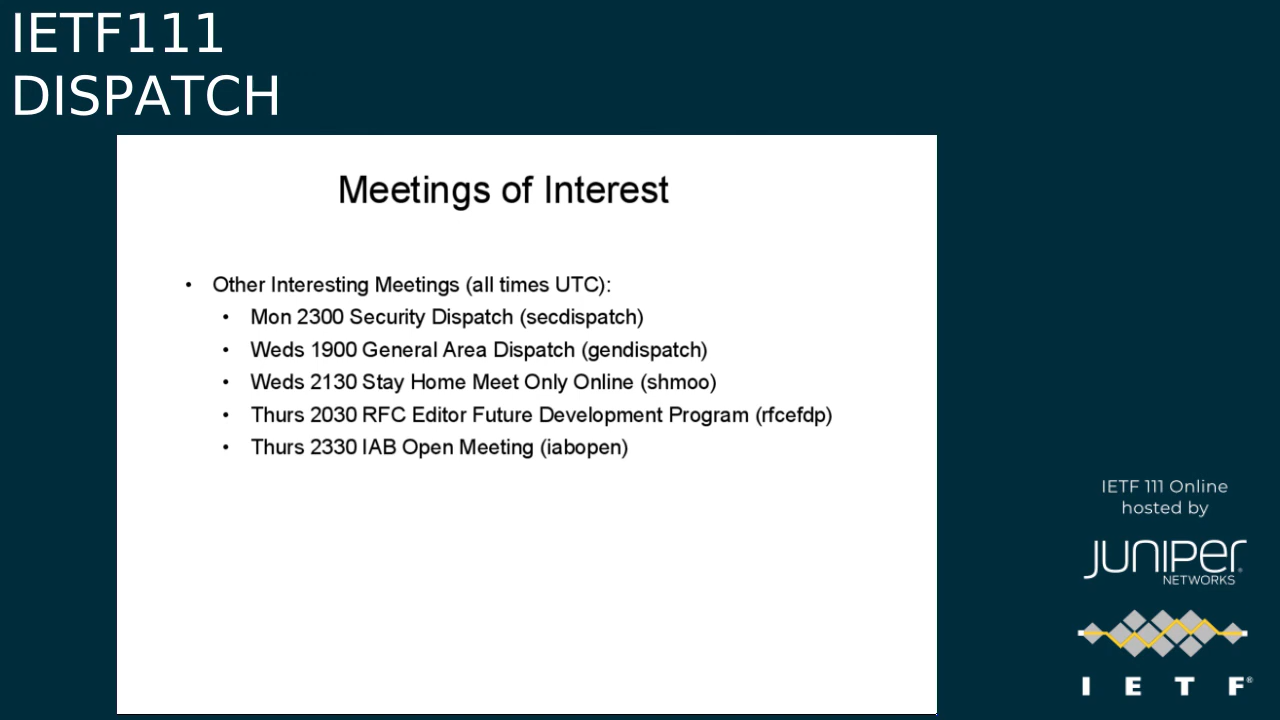 IETF111
DISPATCH
Meetings of Interest
• Other Interesting Meetings (all times UTC):
• Mon 2300 Security Dispatch (secdispatch)
• Weds 1900 General Area Dispatch (gendispatch)
• Weds 2130 Stay Home Meet Only Online (shmoo)
• Thurs 2030 RFC Editor Future Development Program (rfcefdp)
• Thurs 2330 IAB Open Meeting (iabopen)
IETF 111 Online
hosted by
JUNIPER
NETWORKS
I E T F®